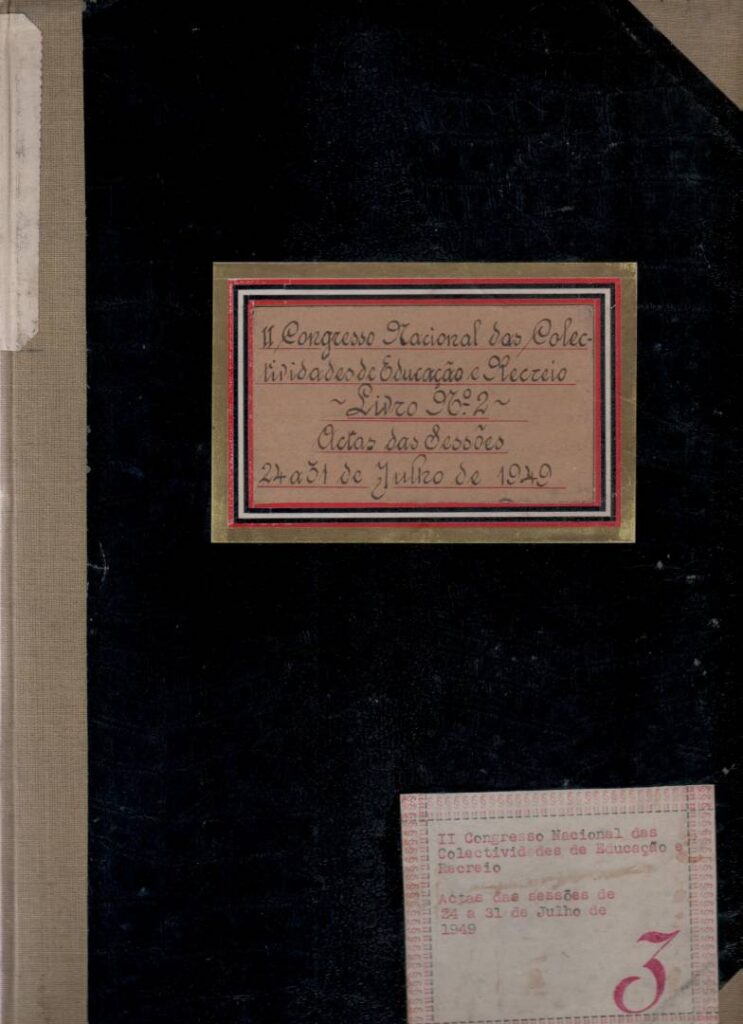 II Congresso Nacional das Colec-
tividades de Educação e Recreio
~ Livro Nº 2 ~
Actas das Sessões
24 a 31 de Julho de 1949
II Congresso Nacional das
Colectivid des de Educação e
Recreio
Actas das sessões de
24 a 31 de Julho de
1949
3